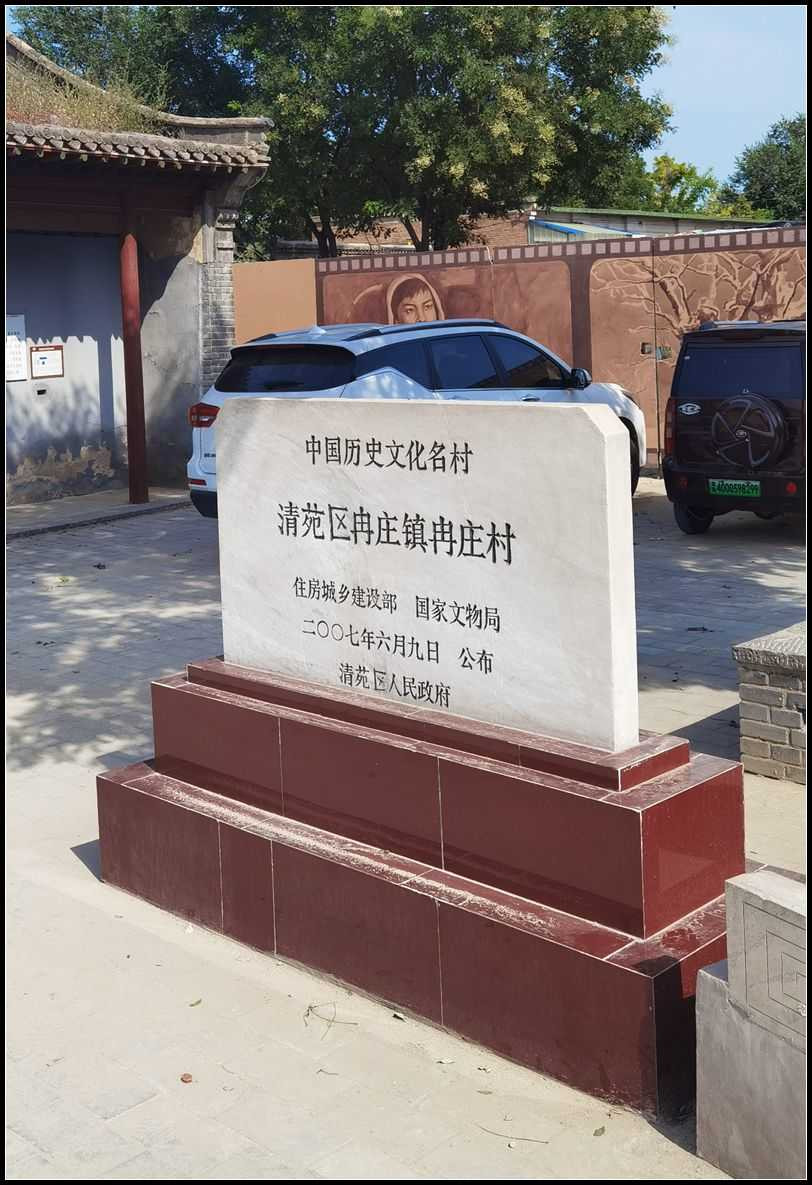 中国历史文化名村
清苑区冉庄镇冉庄村
住房城乡建设部 国家文物局
二〇〇七年六月九日 公布
清苑区人民政府